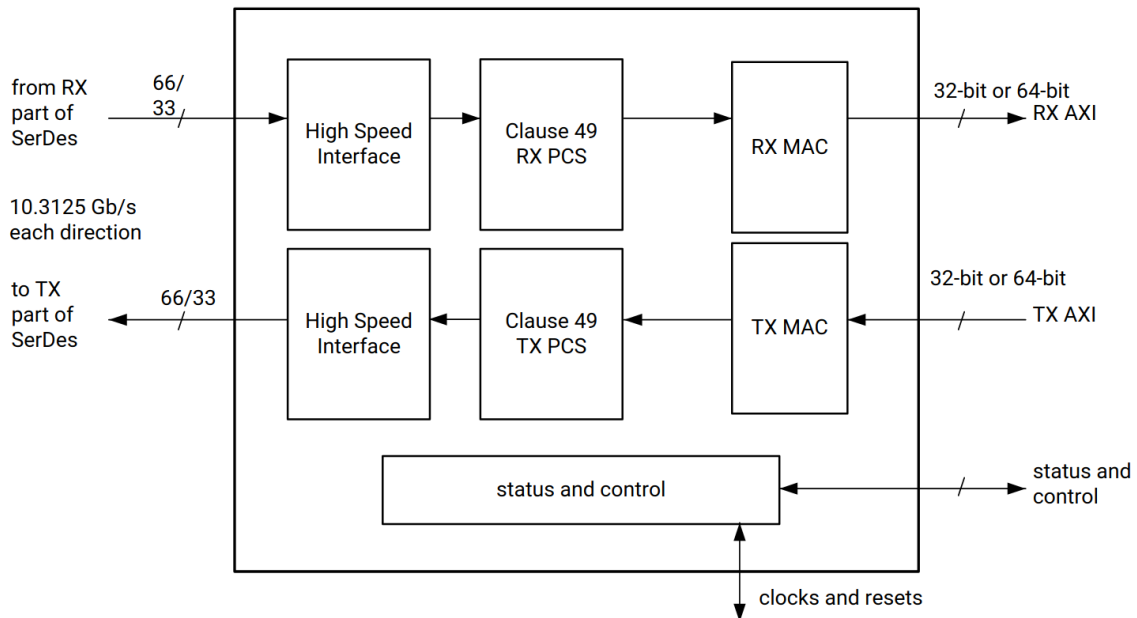 from RX
part of
SerDes
66/
33
High Speed
Interface
Clause 49
RX PCS
RX MAC
32-bit or 64-bit
RX AXI
10.3125 Gb/s
each direction
to TX
part of
SerDes
66/33
High Speed
Interface
Clause 49
TX PCS
TX MAC
32-bit or 64-bit
TX AXI
status and control
status and
control
clocks and resets